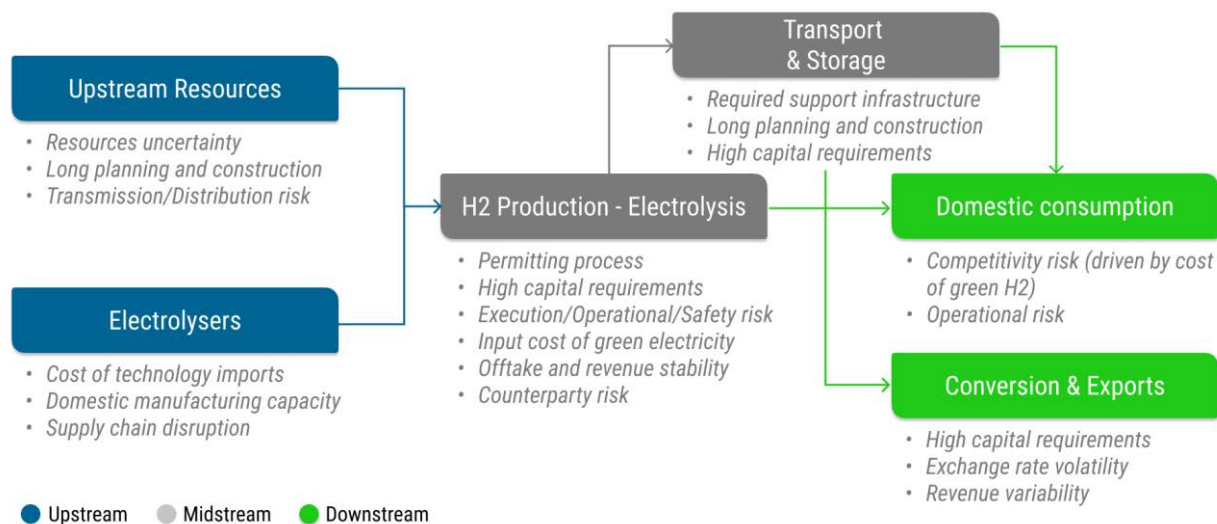 Upstream Resources
• Resources uncertainty
• Long planning and construction
• Transmission/Distribution risk
Electrolysers
• Cost of technology imports
• Domestic manufacturing capacity
• Supply chain disruption
H2 Production - Electrolysis
• Permitting process
• High capital requirements
• Execution/Operational/Safety risk
• Input cost of green electricity
• Offtake and revenue stability
• Counterparty risk
Transport
& Storage
• Required support infrastructure
• Long planning and construction
• High capital requirements
Domestic consumption
• Competitivity risk (driven by cost
of green H2)
• Operational risk
Conversion & Exports
• High capital requirements
• Exchange rate volatility
• Revenue variability
Upstream
Midstream
Downstream